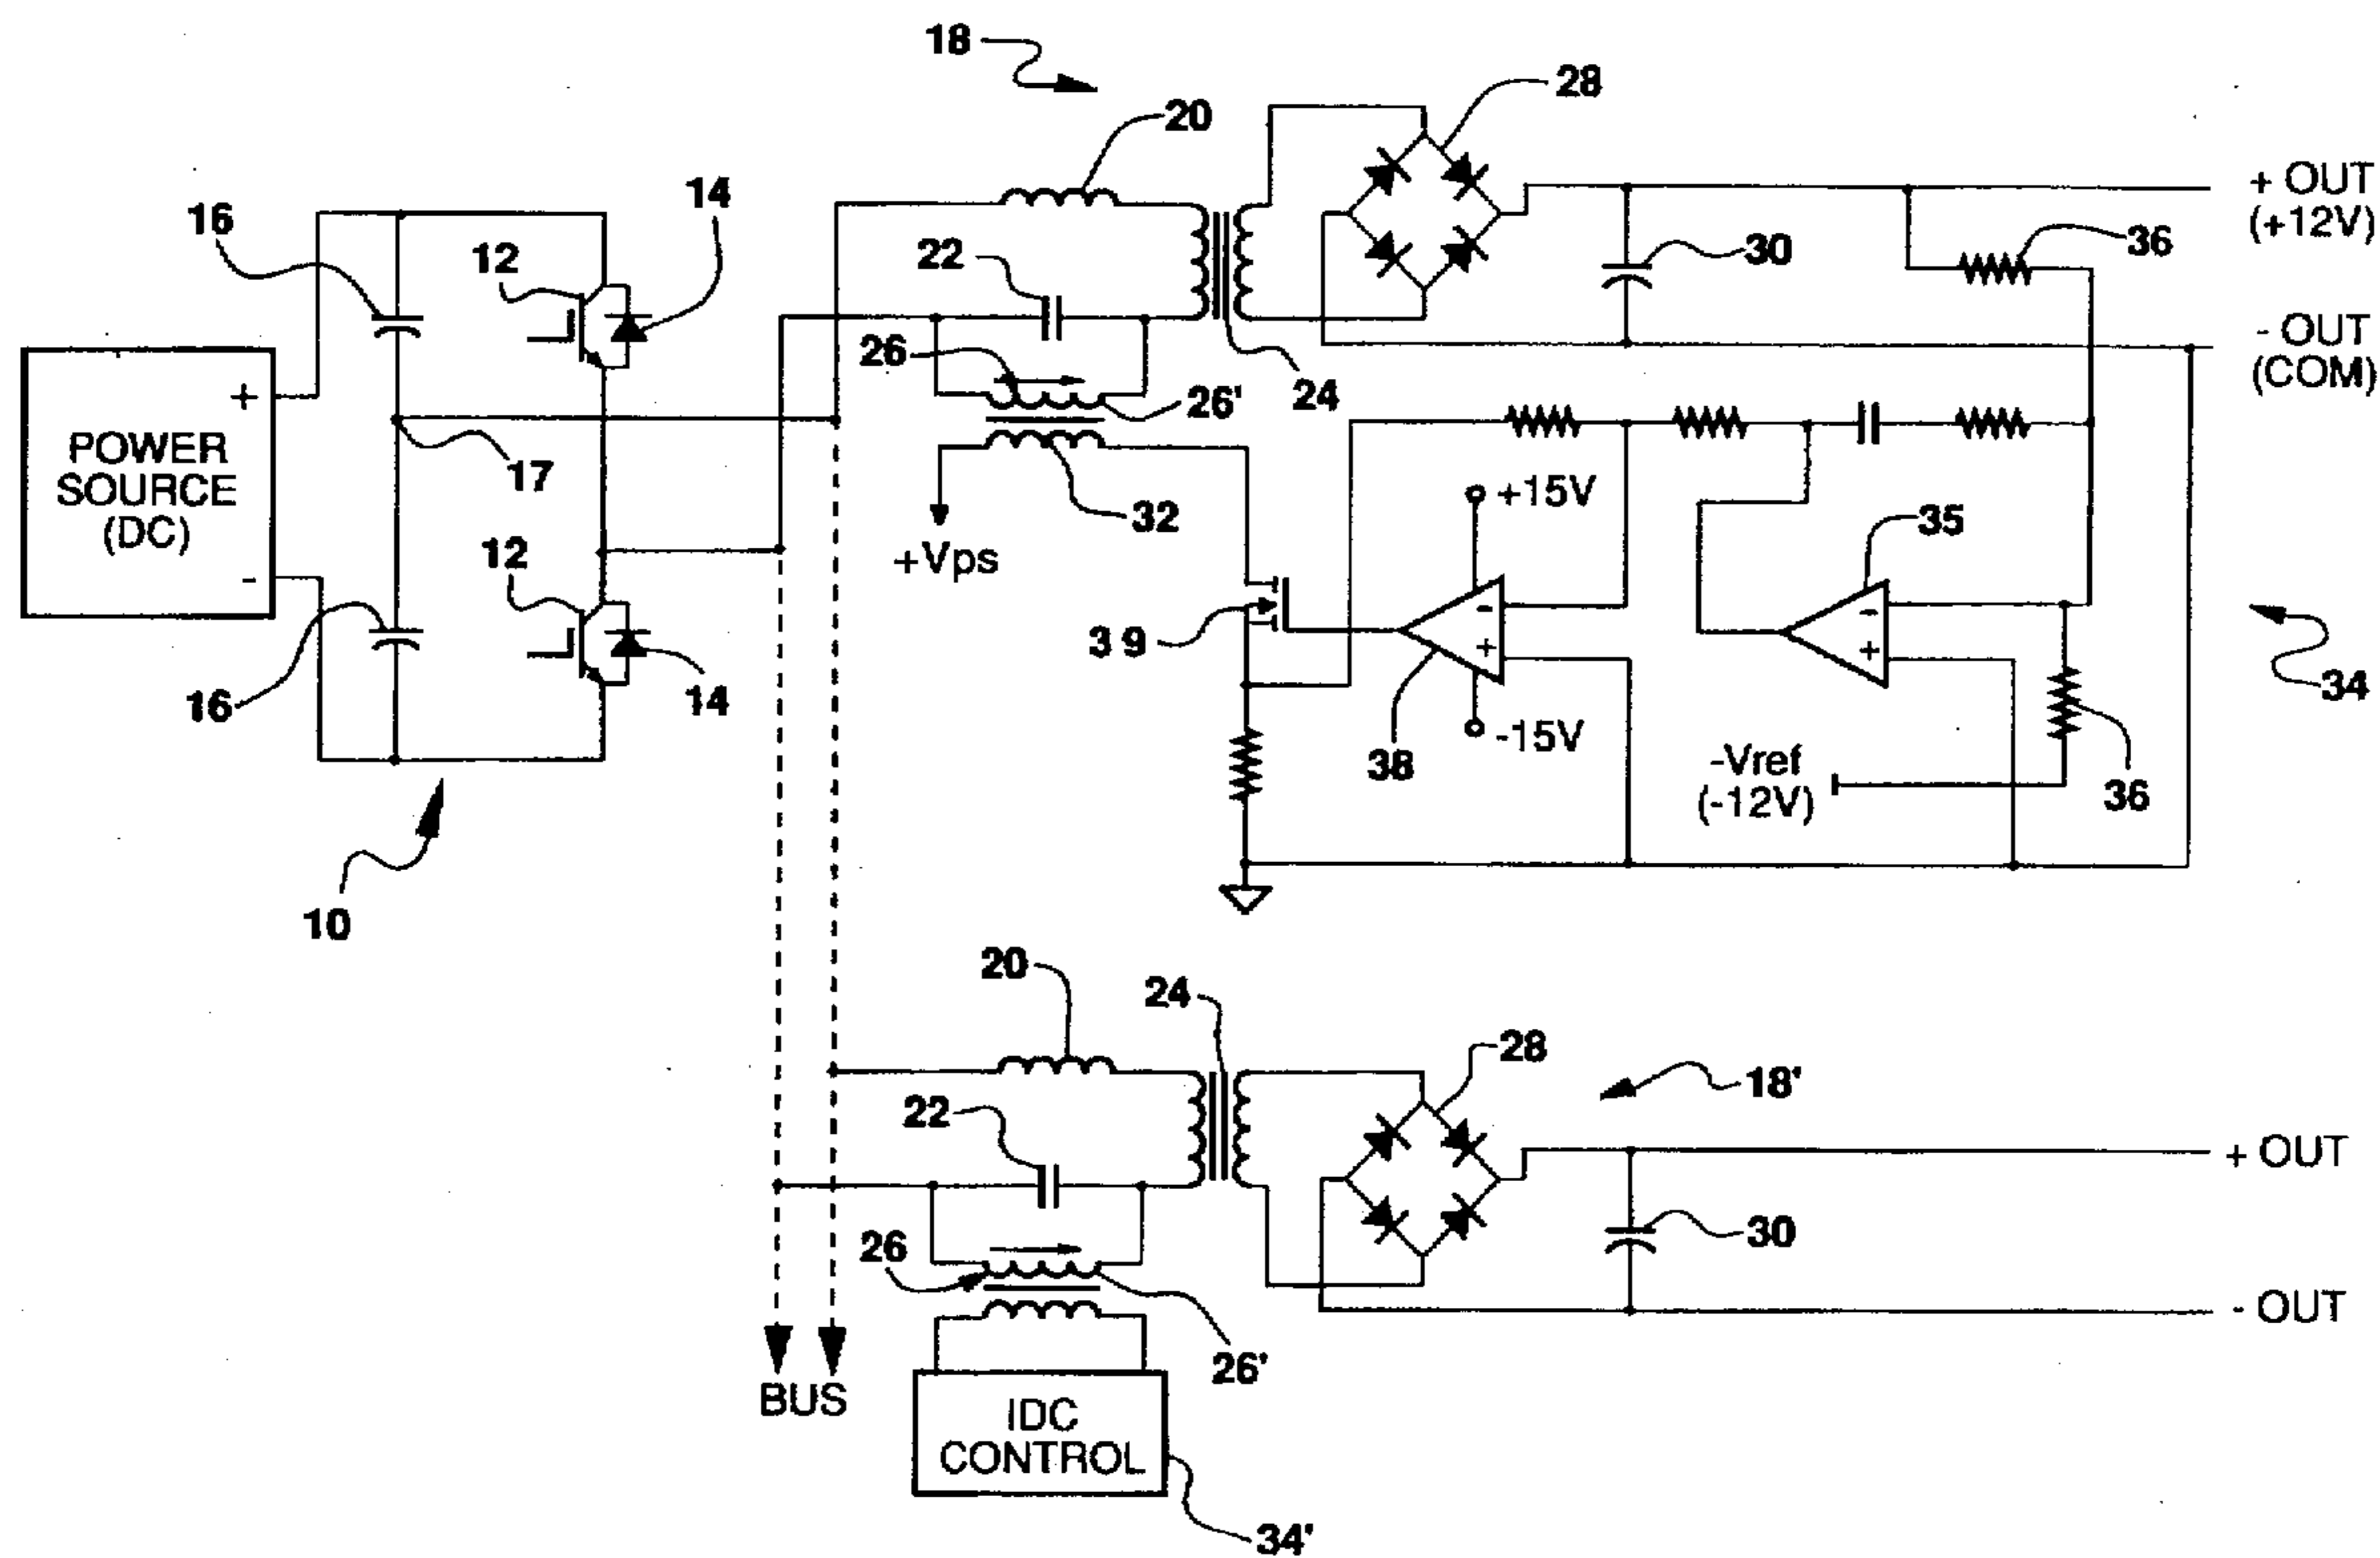 18
28
20
+ OUT
(+12V)
16
14
12
22
30
36
- OUT
(COM)
26
26'
24
+
POWER
SOURCE
(DC)
-
17
32
+15V
35
+Vps
12
39
-
+
-
+
34
16
14
38
-15V
-Vref
(-12V)
36
10
20
24
28
18'
22
+ OUT
26
30
- OUT
26'
BUS
IDC
CONTROL
34'